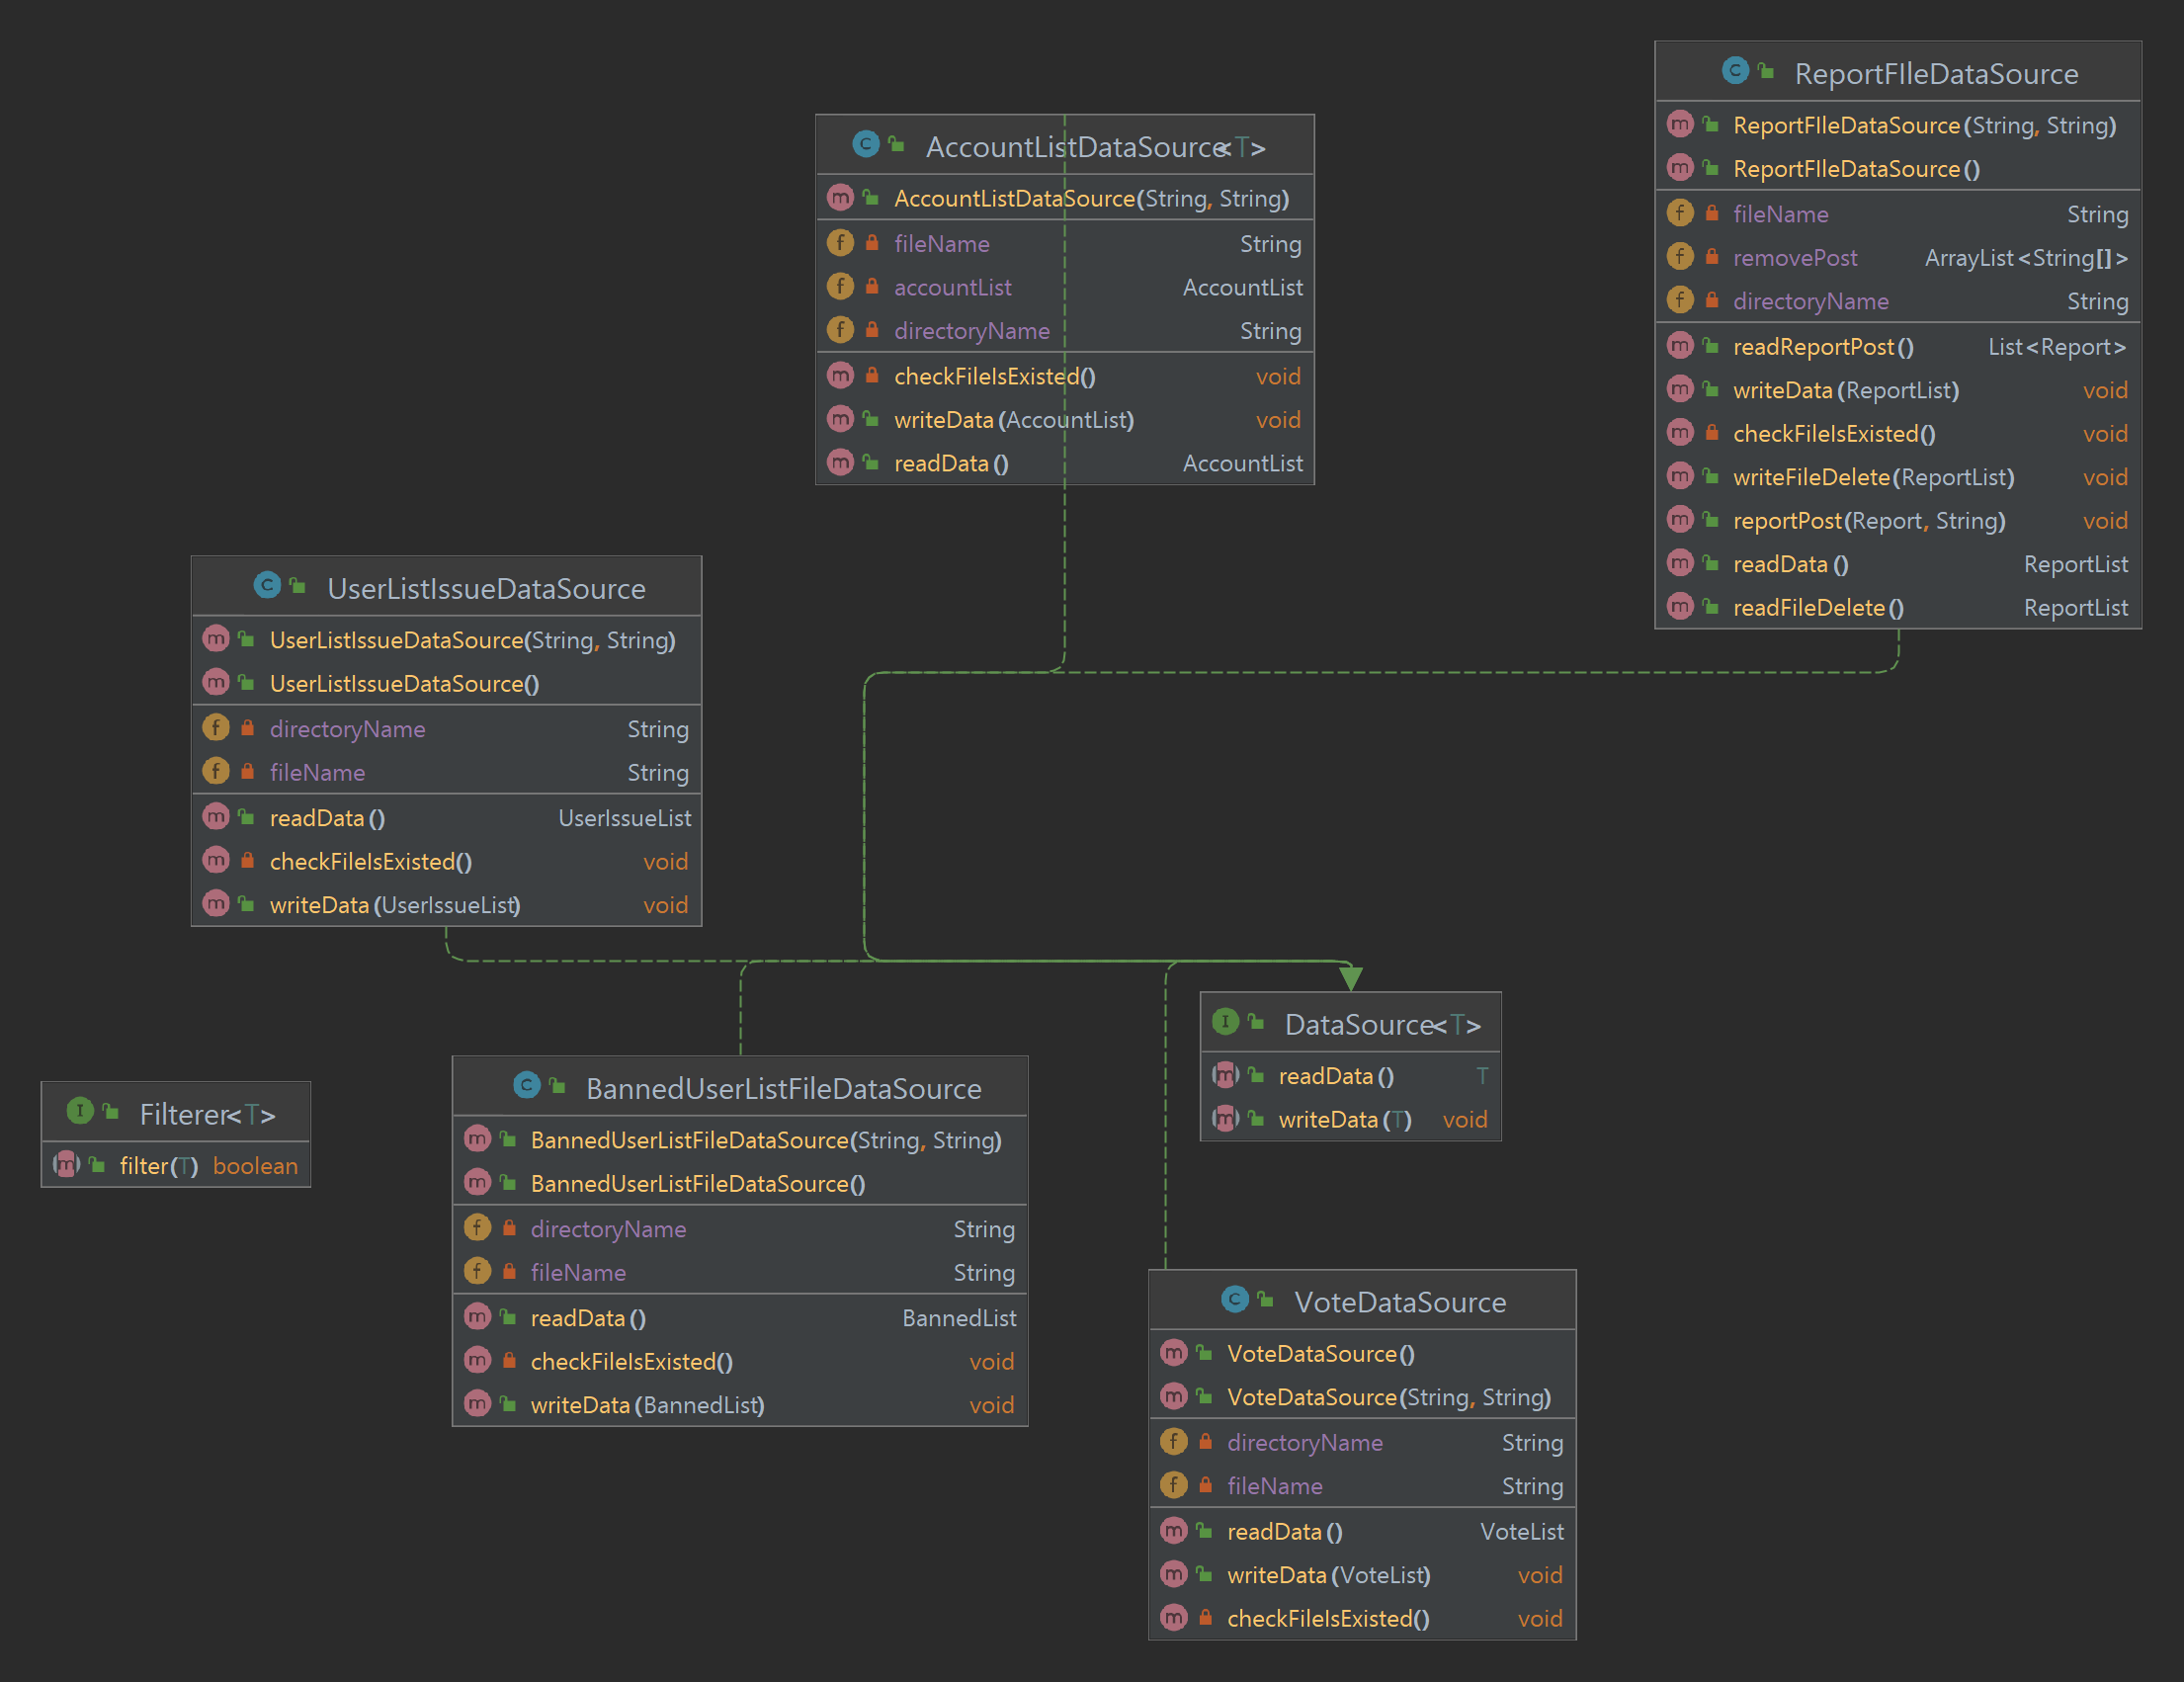 AccountListDataSource<T>
AccountListDataSource(String, String)
fileName String
accountList AccountList
directoryName String
checkFileIsExisted() void
writeData(AccountList) void
readData() AccountList
ReportFIleDataSource
ReportFIleDataSource(String, String)
ReportFIleDataSource()
fileName String
removePost ArrayList<String[]>
directoryName String
readReportPost() List<Report>
writeData(ReportList) void
checkFileIsExisted() void
writeFileDelete(ReportList) void
reportPost(Report, String) void
readData() ReportList
readFileDelete() ReportList
UserListIssueDataSource
UserListIssueDataSource(String, String)
UserListIssueDataSource()
directoryName String
fileName String
readData() UserIssueList
checkFileIsExisted() void
writeData(UserIssueList) void
DataSource<T>
readData() T
writeData(T) void
Filterer<T>
filter(T) boolean
BannedUserListFileDataSource
BannedUserListFileDataSource(String, String)
BannedUserListFileDataSource()
directoryName String
fileName String
readData() BannedList
checkFileIsExisted() void
writeData(BannedList) void
VoteDataSource
VoteDataSource()
VoteDataSource(String, String)
directoryName String
fileName String
readData() VoteList
writeData(VoteList) void
checkFileIsExisted() void